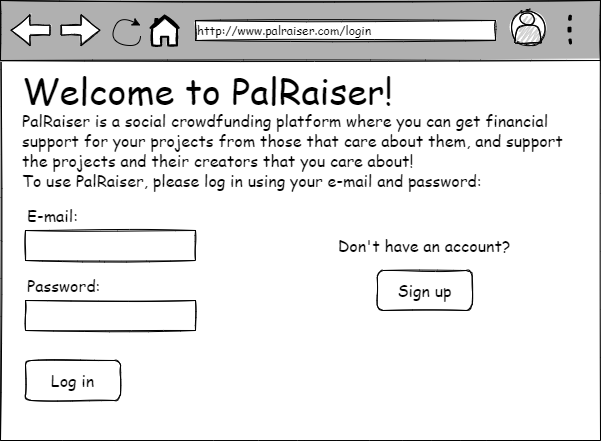 http://www.palraiser.com/login
Welcome to PalRaiser!
PalRaiser is a social crowdfunding platform where you can get financial
support for your projects from those that care about them, and support
the projects and their creators that you care about!
To use PalRaiser, please log in using your e-mail and password:
E-mail:
Don't have an account?
Password:
Sign up
Log in